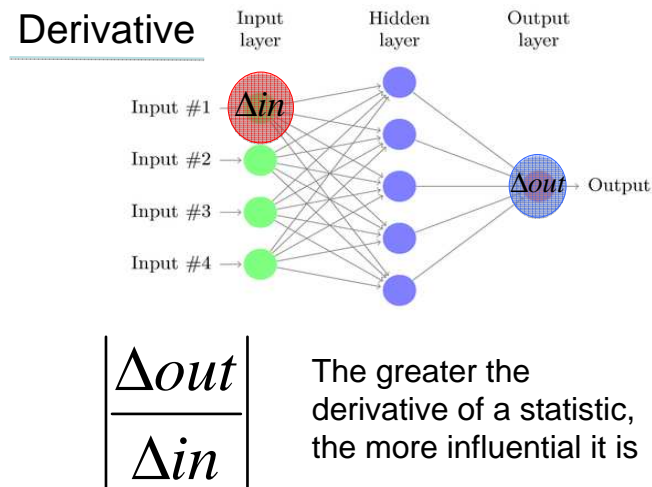 Derivative
Input
layer
Hidden
layer
Output
layer
Input #1
Δin
Input #2
Input #3
Input #4
Δout
Output
|Δout
Δin|
The greater the
derivative of a statistic,
the more influential it is